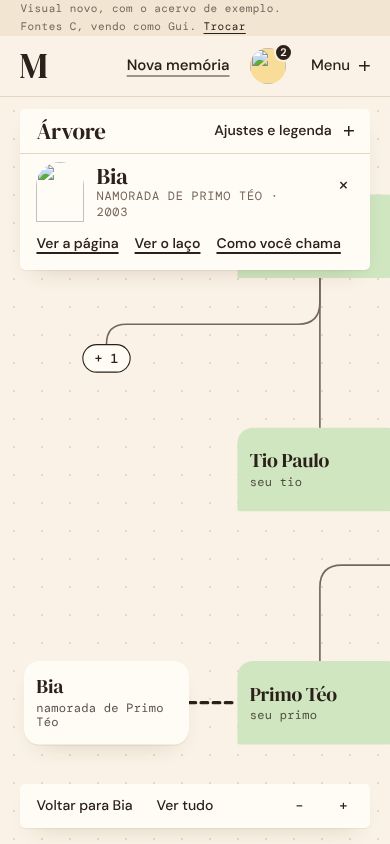 Visual novo, com o acervo de exemplo.
Fontes C, vendo como Gui. Trocar
M
Nova memória
2
Menu +
Árvore
Ajustes e legenda +
Bia
NAMORADA DE PRIMO TÉO ·
2003
×
Ver a página
Ver o laço
Como você chama
+ 1
Tio Paulo
seu tio
Bia
namorada de Primo
Téo
Primo Téo
seu primo
Voltar para Bia
Ver tudo
−
+